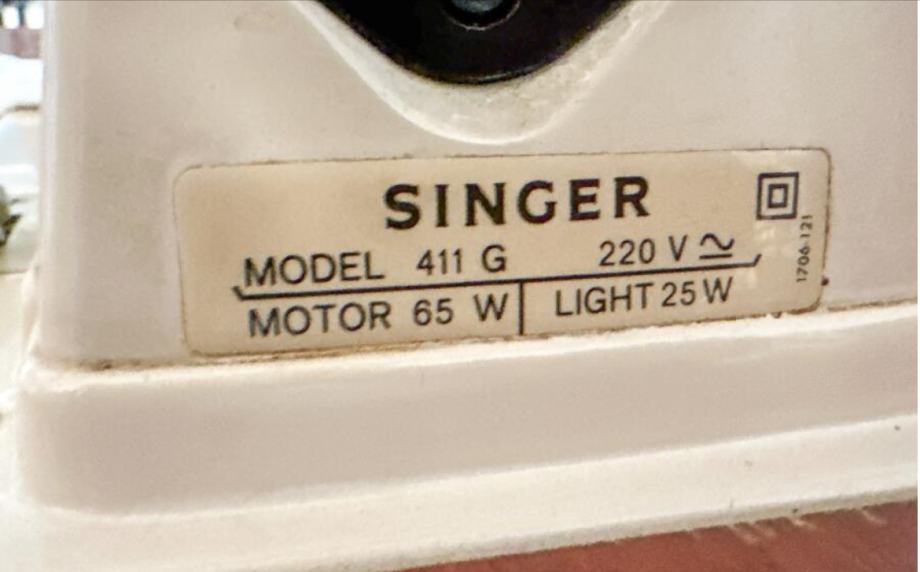 SINGER
MODEL 411 G 220 V ⏦
MOTOR 65 W LIGHT 25 W
1706-121